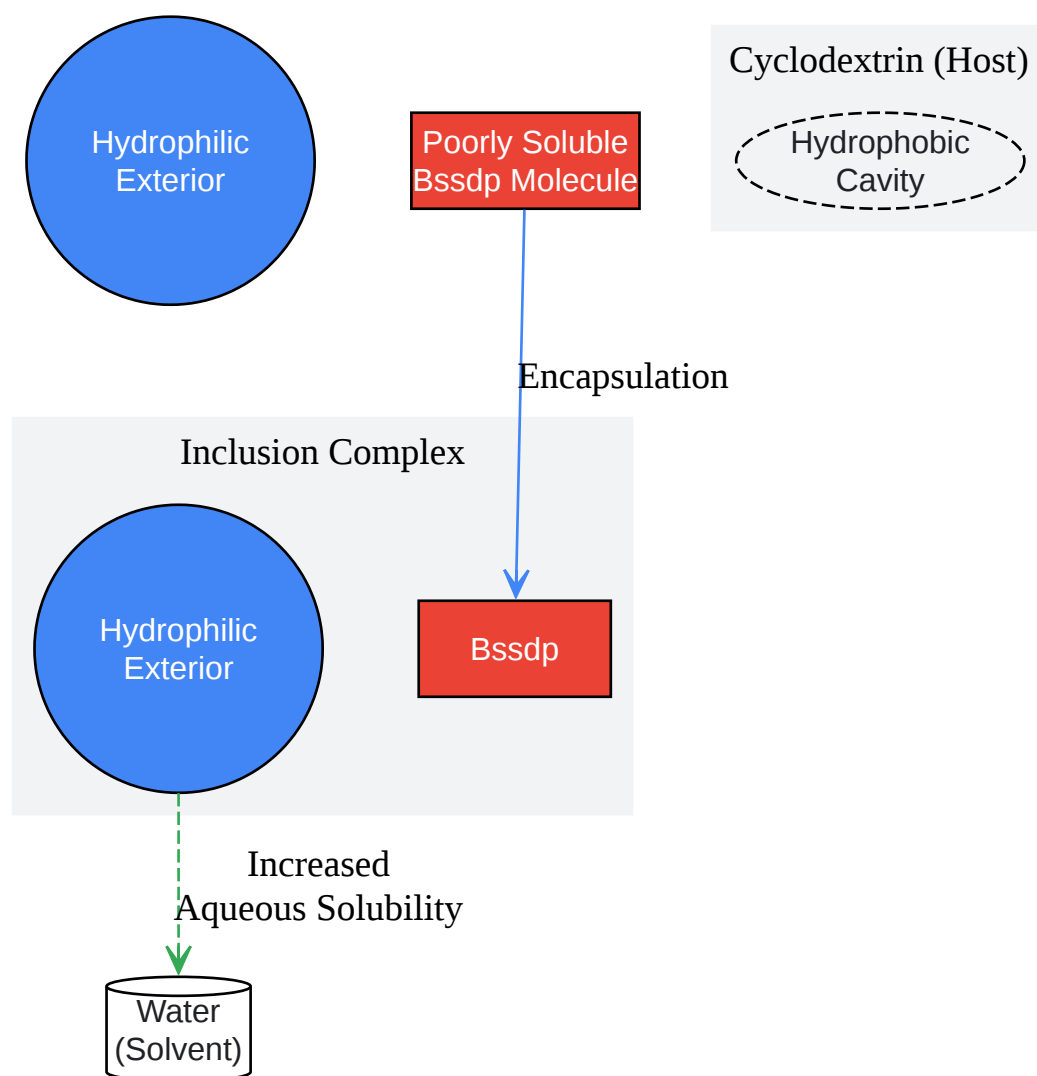 Hydrophilic
Exterior
Poorly Soluble
Bssdp Molecule
Cyclodextrin (Host)
Hydrophobic
Cavity
Encapsulation
Inclusion Complex
Hydrophilic
Exterior
Bssdp
Increased
Aqueous Solubility
Water
(Solvent)